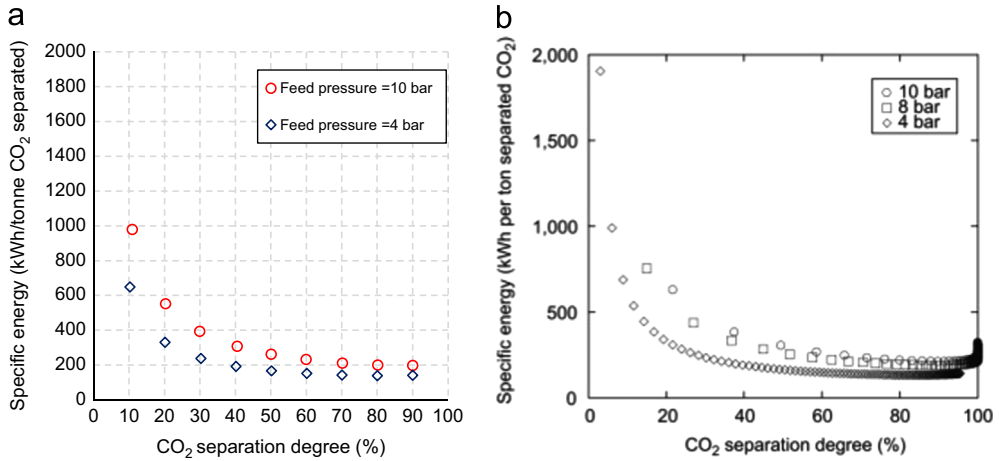 a
2000
1800
1600
1400
1200
1000
800
600
400
200
0
0 10 20 30 40 50 60 70 80 90 100
Specific energy (kWh/tonne CO2 separated)
CO2 separation degree (%)
Feed pressure =10 bar
Feed pressure =4 bar
b
2,000
1,500
1,000
500
0
0 20 40 60 80 100
Specific energy (kWh per ton separated CO2)
CO2 separation degree (%)
10 bar
8 bar
4 bar